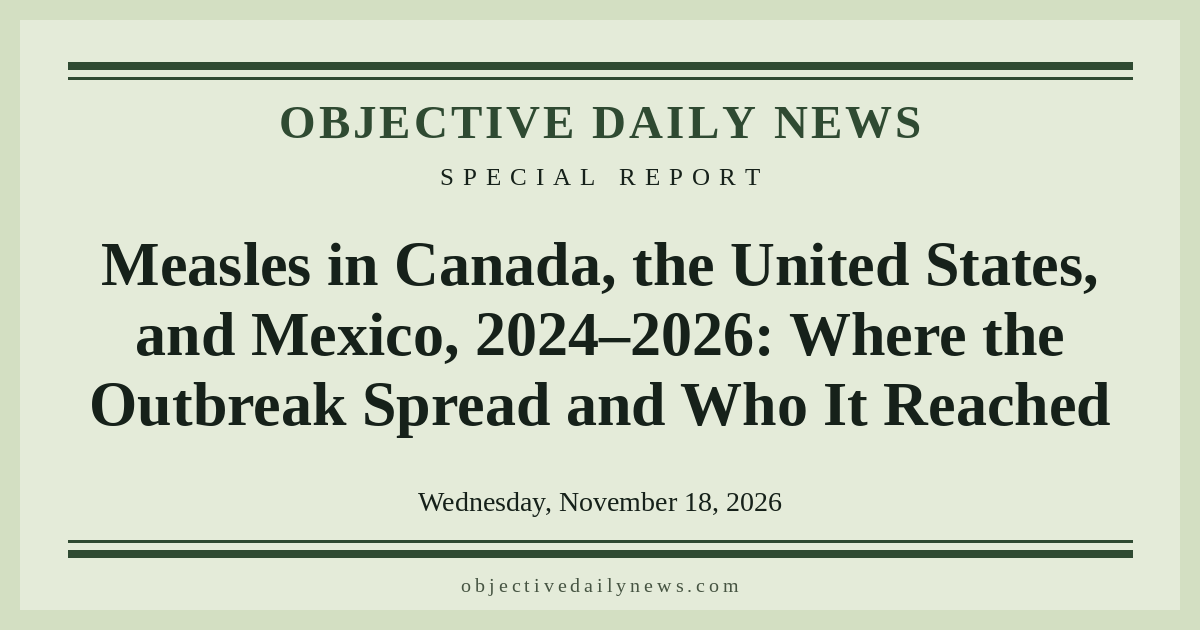 OBJECTIVE DAILY NEWS
SPECIAL REPORT
Measles in Canada, the United States,
and Mexico, 2024–2026: Where the
Outbreak Spread and Who It Reached
Wednesday, November 18, 2026
objectivedailynews.com